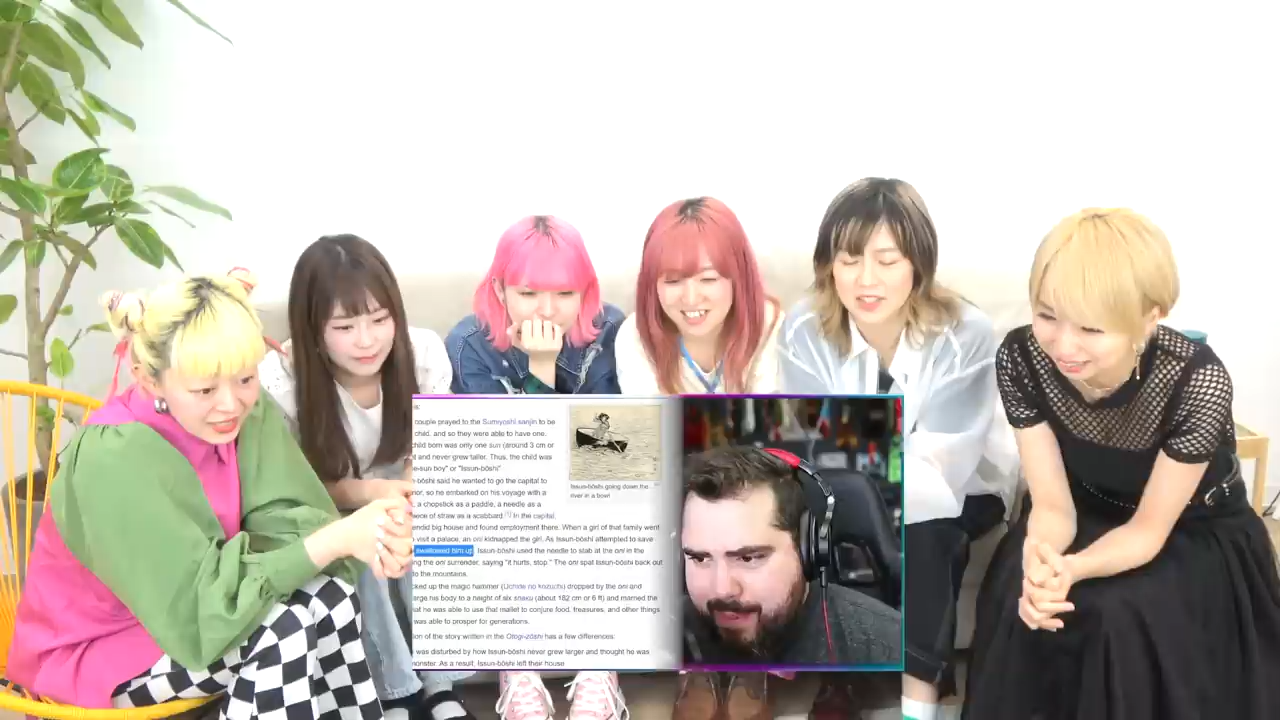 couple prayed to the Sumiyoshi sanjin to be
child, and so they were able to have one.
child born was only one sun (around 3 cm or
and never grew taller. Thus, the child was
-sun boy" or "Issun-bōshi"
-bōshi said he wanted to go the capital to
so he embarked on his voyage with a
a chopstick as a paddle, a needle as a
piece of straw as a scabbard.[1] In the capital,
splendid big house and found employment there. When a girl of that family went
visit a palace, an oni kidnapped the girl. As Issun-bōshi attempted to save
swallowed him up. Issun-bōshi used the needle to stab at the oni in the
ing the oni surrender, saying "it hurts, stop." The oni spat Issun-bōshi back out
to the mountains.
cked up the magic hammer (Uchide no kozuchi) dropped by the oni and
arge his body to a height of six shaku (about 182 cm or 6 ft) and married the
at he was able to use that mallet to conjure food, treasures, and other things
was able to prosper for generations.
ion of the story written in the Otogi-zōshi has a few differences:
was disturbed by how Issun-bōshi never grew larger and thought he was
monster. As a result, Issun-bōshi left their house
Issun-bōshi going down the
river in a bowl